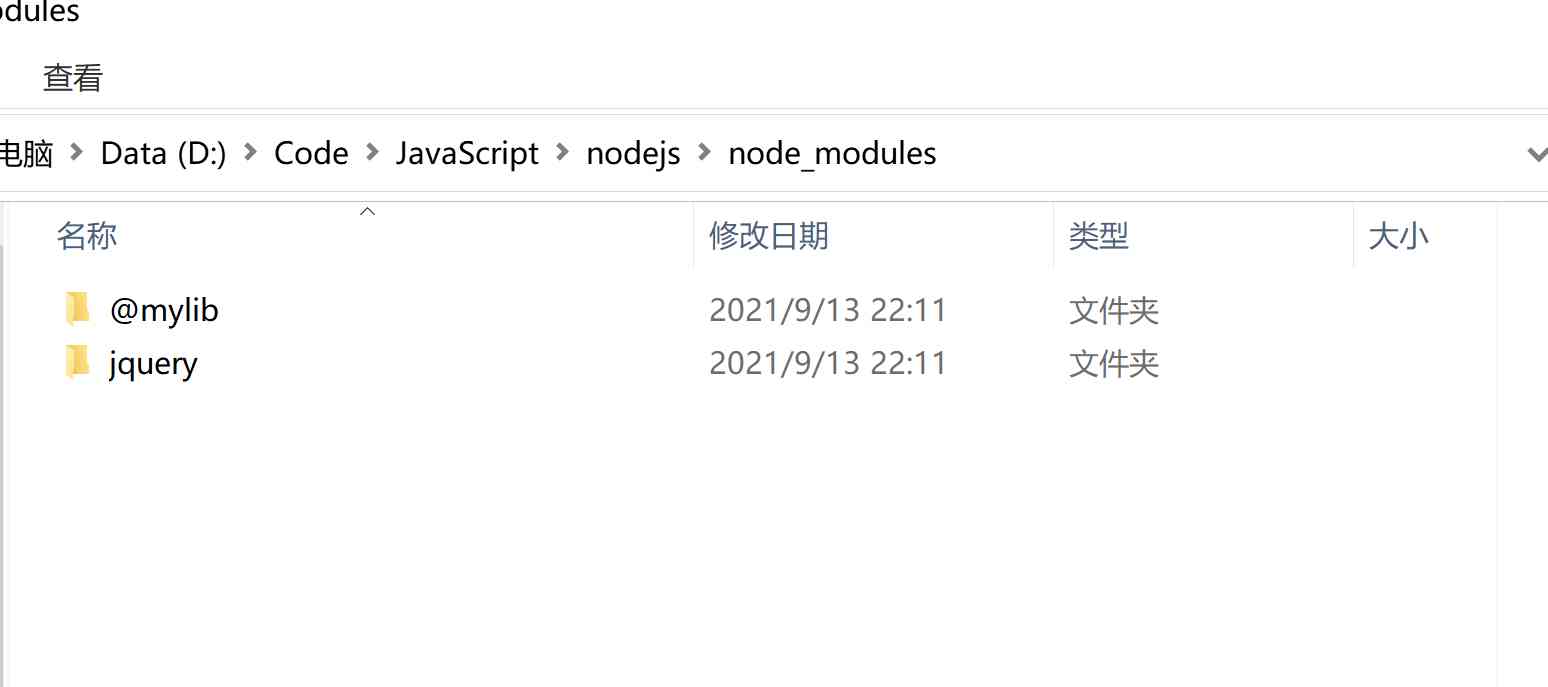 odules
查看
电脑 > Data (D:) > Code > JavaScript > nodejs > node_modules
名称 修改日期 类型 大小
@mylib 2021/9/13 22:11 文件夹
jquery 2021/9/13 22:11 文件夹